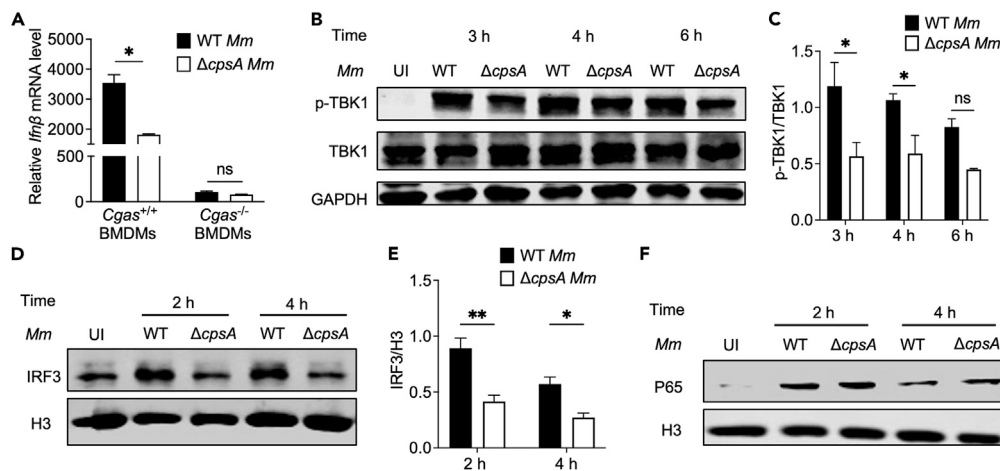 A
Relative Ifnβ mRNA level
5000
4000
3000
2000
500
0
WT Mm
ΔcpsA Mm
*
ns
Cgas+/+ Cgas-/-
BMDMs BMDMs
B
Time 3 h 4 h 6 h
Mm UI WT ΔcpsA WT ΔcpsA WT ΔcpsA
p-TBK1
TBK1
GAPDH
C
WT Mm
ΔcpsA Mm
p-TBK1/TBK1
1.5
1.0
0.5
0.0
* * ns
3 h 4 h 6 h
D
Time 2 h 4 h
Mm UI WT ΔcpsA WT ΔcpsA
IRF3
H3
E
WT Mm
ΔcpsA Mm
IRF3/H3
1.5
1.0
0.5
0.0
** *
2 h 4 h
F
Time 2 h 4 h
Mm UI WT ΔcpsA WT ΔcpsA
P65
H3